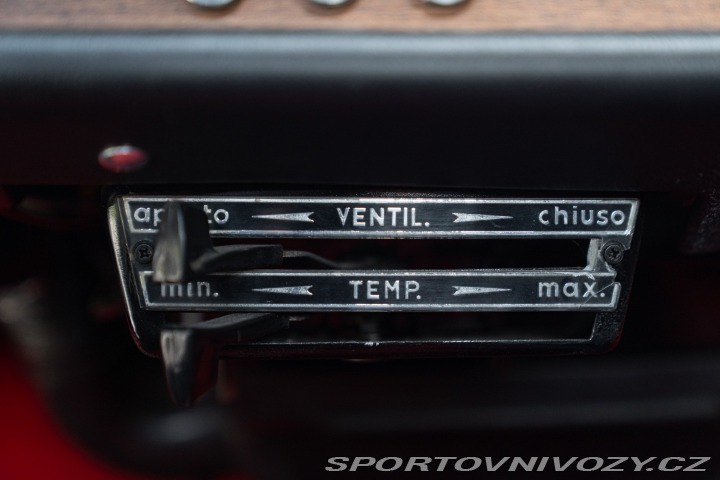 VENTIL. chiuso
min. TEMP. max.
SPORTOVNIVOZY.CZ